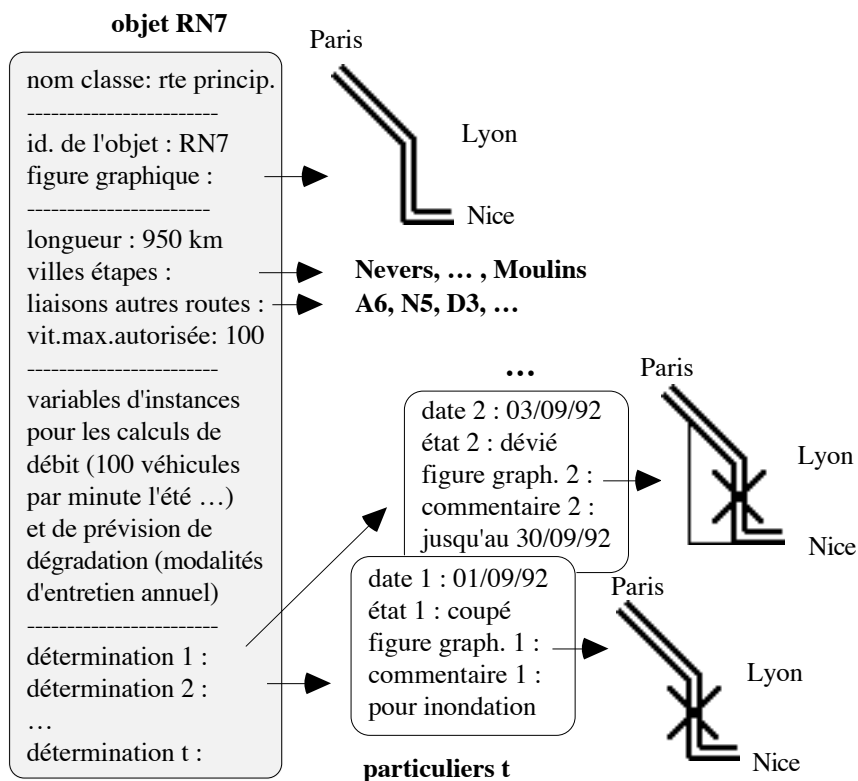 objet RN7
nom classe: rte princip.
------------------------
id. de l'objet : RN7
figure graphique :
-----------------------
longueur : 950 km
villes étapes :
liaisons autres routes :
vit.max.autorisée: 100
------------------------
variables d'instances
pour les calculs de
débit (100 véhicules
par minute l'été …)
et de prévision de
dégradation (modalités
d'entretien annuel)
------------------------
détermination 1 :
détermination 2 :
…
détermination t :
Paris
Lyon
Nice
Nevers, … , Moulins
A6, N5, D3, …
…
date 2 : 03/09/92
état 2 : dévié
figure graph. 2 :
commentaire 2 :
jusqu'au 30/09/92
Paris
Lyon
Nice
date 1 : 01/09/92
état 1 : coupé
figure graph. 1 :
commentaire 1 :
pour inondation
Paris
Lyon
Nice
particuliers t